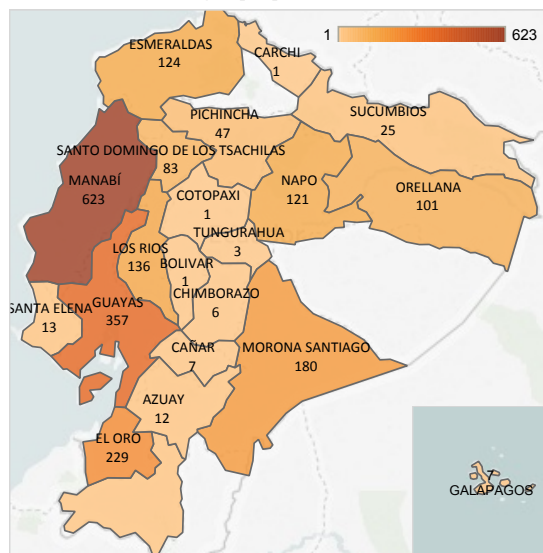 1
623
ESMERALDAS
124
CARCHI
1
PICHINCHA
47
SUCUMBIOS
25
SANTO DOMINGO DE LOS TSACHILAS
83
MANABÍ
623
NAPO
121
ORELLANA
101
COTOPAXI
1
TUNGURAHUA
3
LOS RIOS
136
BOLIVAR
1
CHIMBORAZO
6
SANTA ELENA
13
GUAYAS
357
CAÑAR
7
MORONA SANTIAGO
180
AZUAY
12
EL ORO
229
7
GALAPAGOS